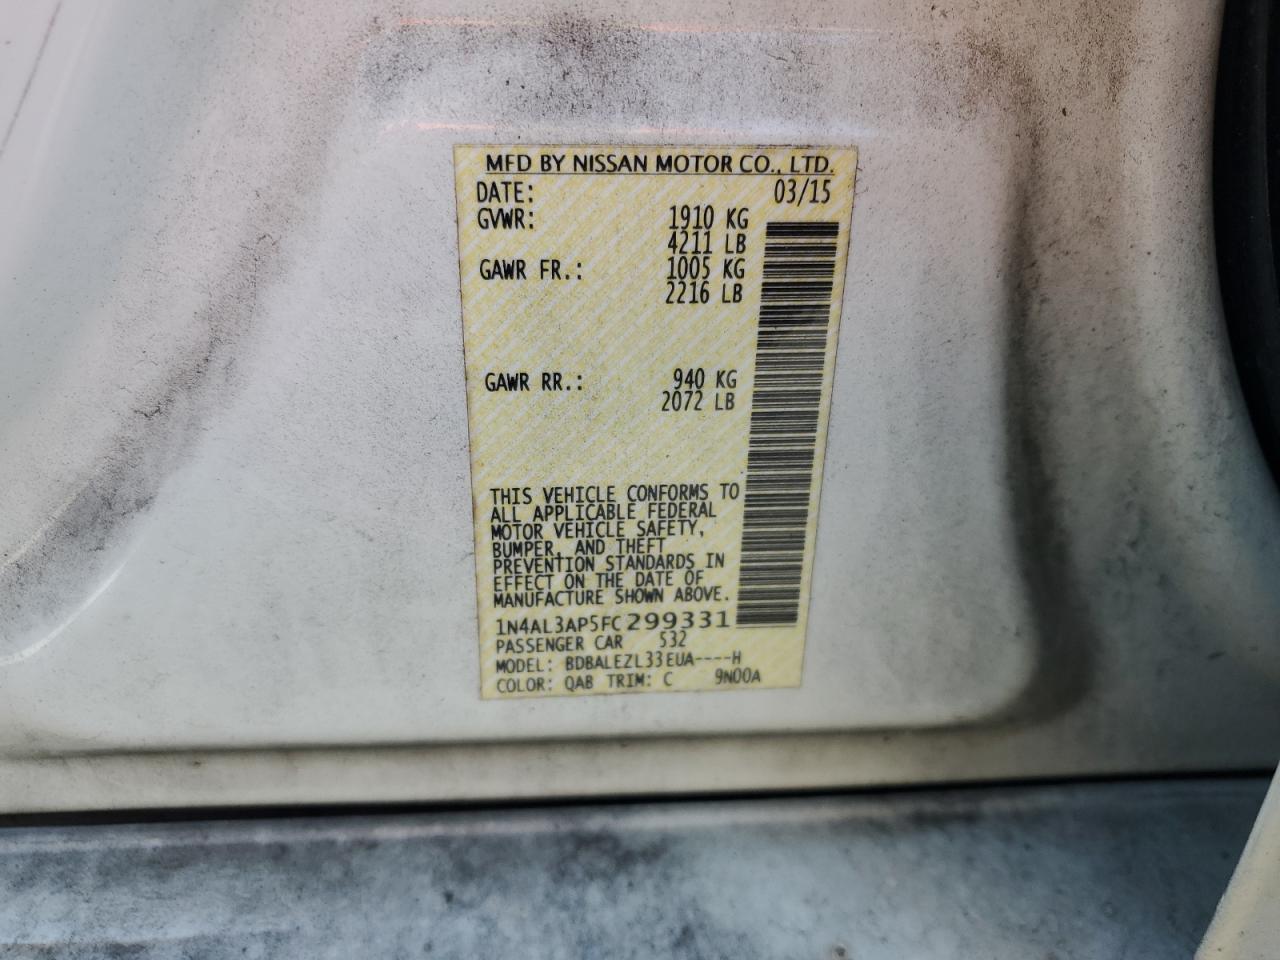 MFD BY NISSAN MOTOR CO., LTD.
DATE: 03/15
GVWR: 1910 KG
4211 LB
GAWR FR.: 1005 KG
2216 LB
GAWR RR.: 940 KG
2072 LB
THIS VEHICLE CONFORMS TO
ALL APPLICABLE FEDERAL
MOTOR VEHICLE SAFETY,
BUMPER, AND THEFT
PREVENTION STANDARDS IN
EFFECT ON THE DATE OF
MANUFACTURE SHOWN ABOVE.
1N4AL3AP5FC299331
PASSENGER CAR 532
MODEL: BDBALEZL33EUA----H
COLOR: QAB TRIM: C 9N00A